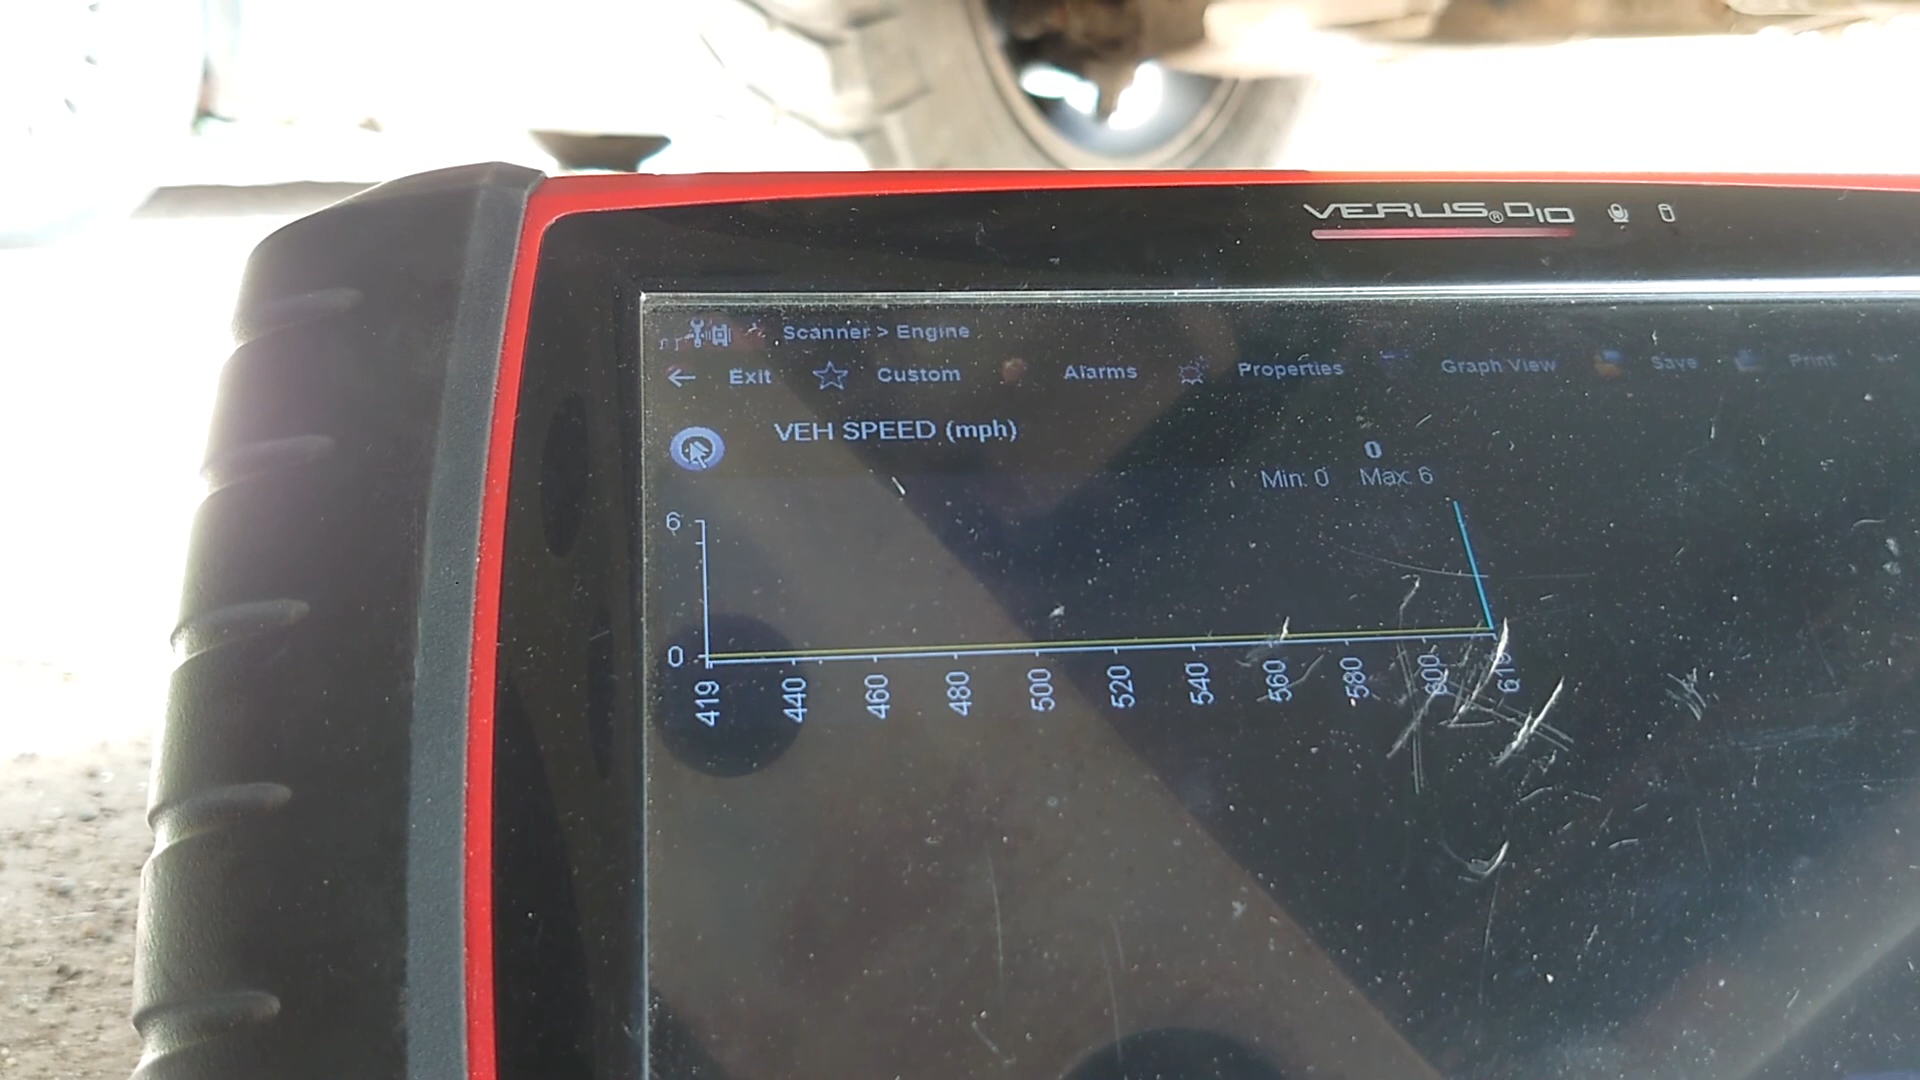 VERUS® D10
Scanner > Engine
Exit Custom Alarms Properties Graph View Save Print
VEH SPEED (mph)
0
Min: 0 Max: 6
6
0
419 440 460 480 500 520 540 560 580 600